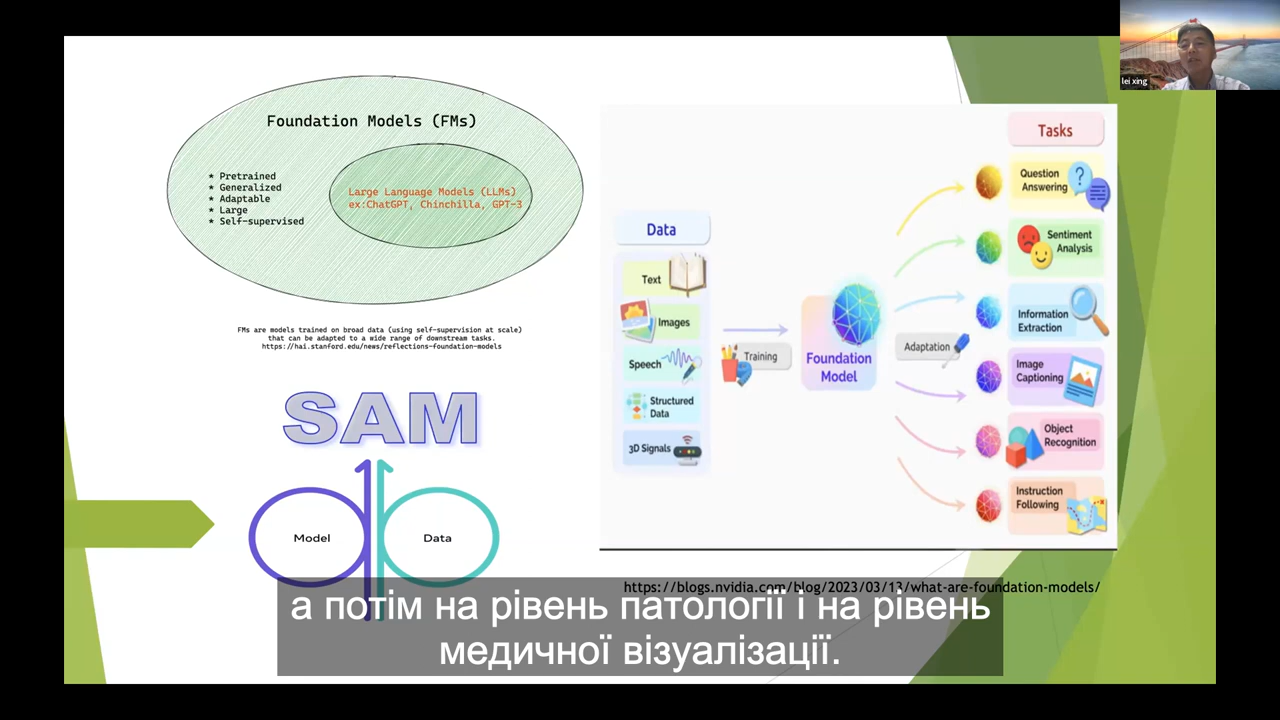 lei xing
Foundation Models (FMs)
* Pretrained
* Generalized
* Adaptable
* Large
* Self-supervised
Large Language Models (LLMs)
ex:ChatGPT, Chinchilla, GPT-3
FMs are models trained on broad data (using self-supervision at scale)
that can be adapted to a wide range of downstream tasks.
https://hai.stanford.edu/news/reflections-foundation-models
SAM
Model
Data
Data
Text
Images
Speech
Structured
Data
3D Signals
Training
Foundation
Model
Adaptation
Tasks
Question
Answering
Sentiment
Analysis
Information
Extraction
Image
Captioning
Object
Recognition
Instruction
Following
https://blogs.nvidia.com/blog/2023/03/13/what-are-foundation-models/
а потім на рівень патології і на рівень
медичної візуалізації.